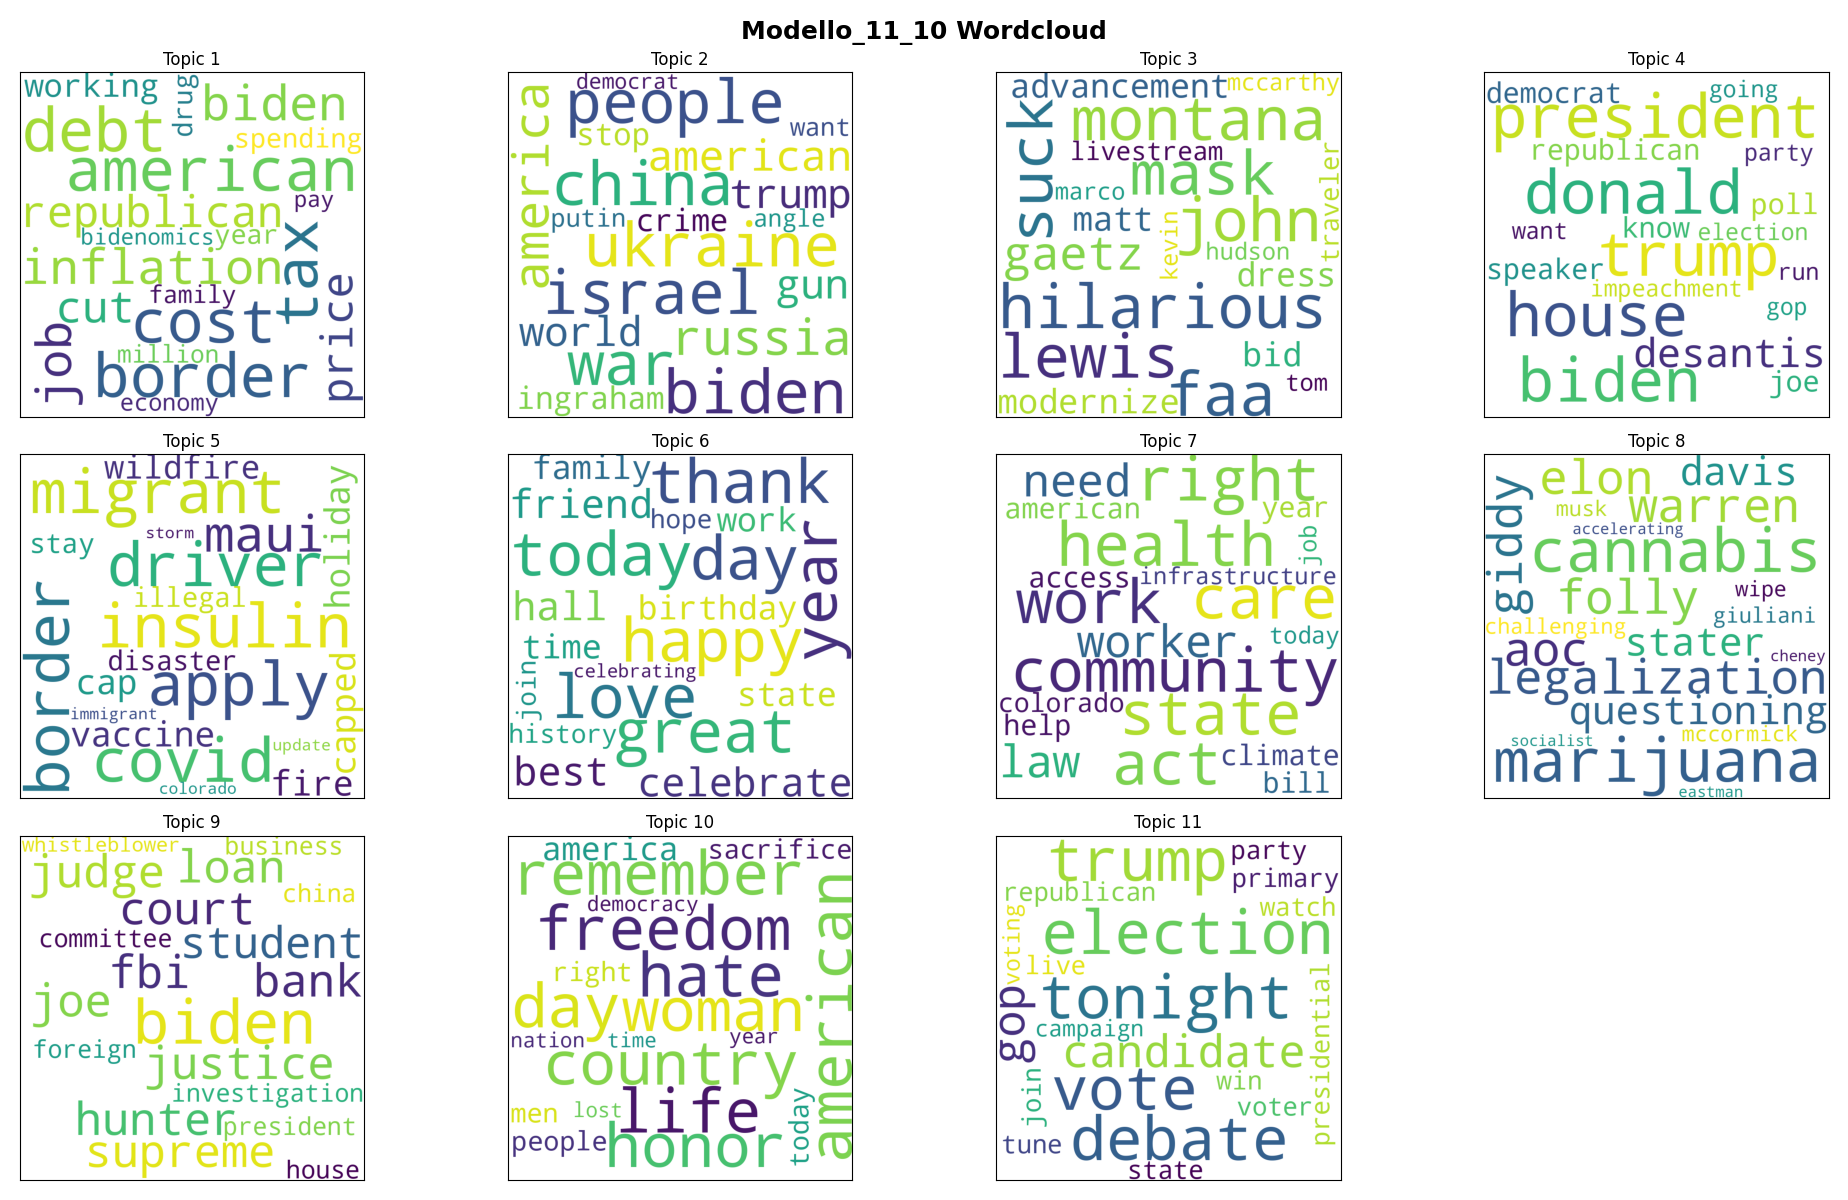 Modello_11_10 Wordcloud
Topic 1
working
drug
biden
debt
spending
american
pay
republican
bidenomics
year
tax
inflation
family
cut
cost
price
job
million
border
economy
Topic 2
democrat
people
america
stop
want
american
china
trump
putin
crime
angle
ukraine
israel
gun
world
russia
war
biden
ingraham
Topic 3
advancement
mccarthy
suck
montana
livestream
mask
traveler
marco
matt
john
kevin
hudson
gaetz
dress
hilarious
lewis
bid
faa
tom
modernize
Topic 4
democrat
going
president
republican
party
donald
poll
want
know
election
trump
speaker
run
impeachment
house
gop
desantis
biden
joe
Topic 5
wildfire
migrant
holiday
storm
maui
stay
driver
illegal
border
insulin
disaster
cap
apply
capped
immigrant
vaccine
covid
update
fire
colorado
Topic 6
family
thank
friend
hope
work
today
day
year
hall
birthday
time
happy
celebrating
join
love
state
history
great
best
celebrate
Topic 7
need
right
american
year
health
job
access
infrastructure
work
care
worker
today
community
colorado
state
help
law
act
climate
bill
Topic 8
elon
davis
giddy
musk
warren
accelerating
cannabis
wipe
folly
giuliani
challenging
stater
aoc
cheney
legalization
questioning
socialist
mccormick
marijuana
eastman
Topic 9
whistleblower
business
judge
loan
china
court
committee
student
fbi
bank
joe
biden
foreign
justice
investigation
hunter
president
supreme
house
Topic 10
america
sacrifice
remember
democracy
freedom
american
right
hate
day
woman
nation
time
year
country
life
men
lost
today
people
honor
Topic 11
trump
party
primary
republican
watch
voting
election
live
tonight
presidential
gop
campaign
candidate
join
vote
win
voter
tune
debate
state